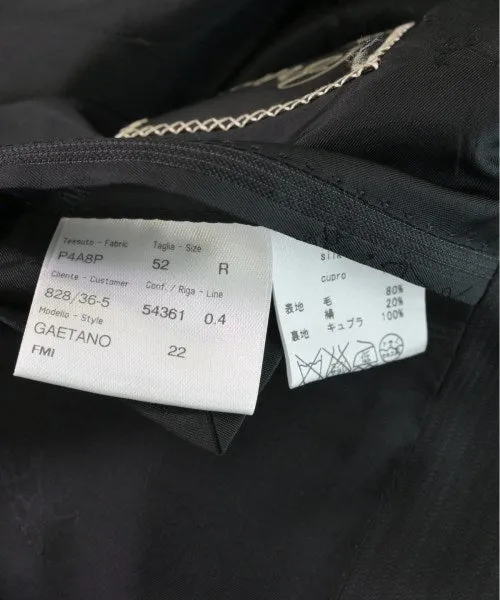 Tessuto - Fabric Taglia - Size
P4A8P 52 R
Cliente - Customer Conf./Riga - Line
828/36-5 54361 0.4
Modello - Style
GAETANO 22
FMI
silk
cupro
80%
表地 毛 20%
絹 100%
裏地 キュプラ